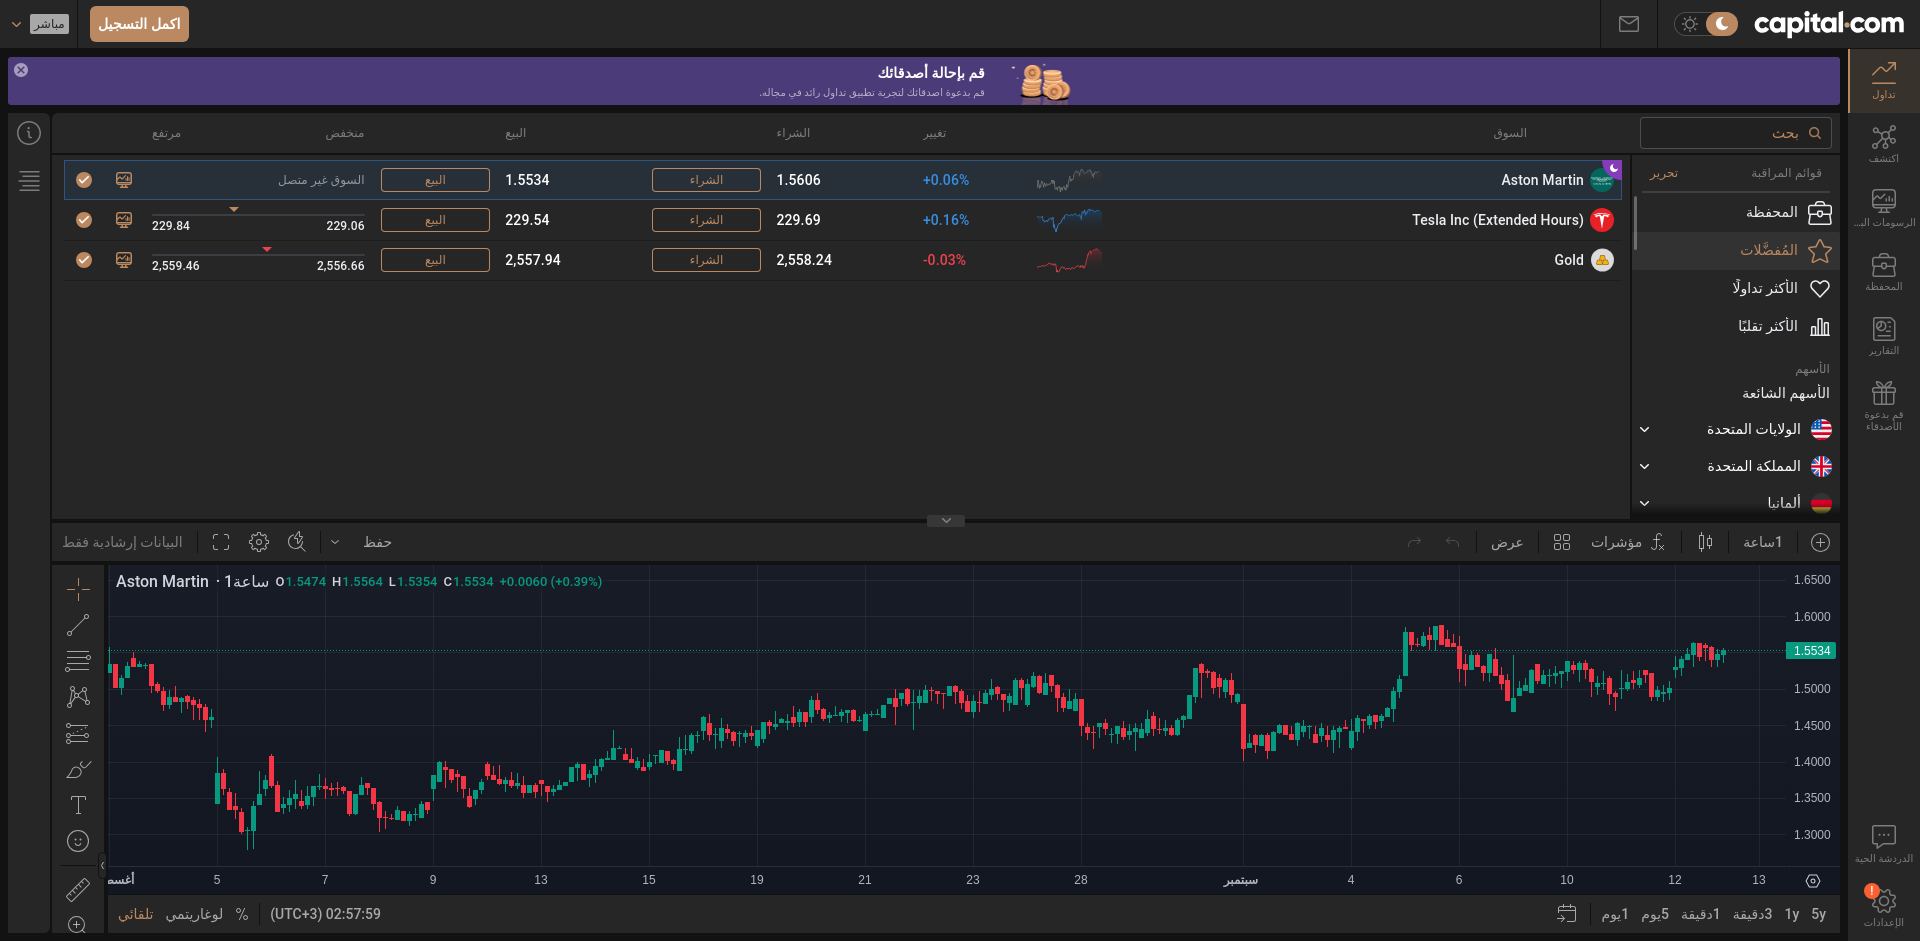 capital.com
اكمل التسجيل
مباشر
قم بإحالة أصدقائك
قم بدعوة اصدقائك لتجربة تطبيق تداول رائد في مجاله.
تداول
اكتشف
الرسومات البـ...
المحفظة
التقارير
قم بدعوة
الأصدقاء
الدردشة الحية
!
الإعدادات
بحث
قوائم المراقبة
تحرير
المحفظة
المُفضَّلات
الأكثر تداولًا
الأكثر تقلبًا
الأسهم
الأسهم الشائعة
الولايات المتحدة
المملكة المتحدة
ألمانيا
السوق
تغيير
الشراء
البيع
منخفض
مرتفع
Aston Martin
+0.06%
1.5606
الشراء
1.5534
البيع
السوق غير متصل
Tesla Inc (Extended Hours)
+0.16%
229.69
الشراء
229.54
البيع
229.06
229.84
Gold
-0.03%
2,558.24
الشراء
2,557.94
البيع
2,556.66
2,559.46
1ساعة
مؤشرات
عرض
حفظ
البيانات إرشادية فقط
Aston Martin · 1ساعة O1.5474 H1.5564 L1.5354 C1.5534 +0.0060 (+0.39%)
1.6500
1.6000
1.5534
1.5000
1.4500
1.4000
1.3500
1.3000
أغسط 5 7 9 13 15 19 21 23 28 سبتمبر 4 6 10 12 13
تلقائي
لوغاريتمي
%
02:57:59 (UTC+3)
1يوم
5يوم
1دقيقة
3دقيقة
1y
5y